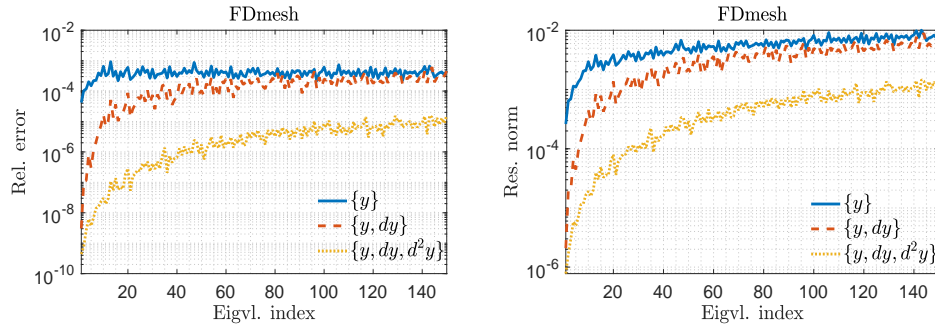 FDmesh
10^-2
10^-4
10^-6
10^-8
10^-10
Rel. error
{y}
{y, dy}
{y, dy, d²y}
20 40 60 80 100 120 140
Eigvl. index
FDmesh
10^-2
10^-4
10^-6
Res. norm
{y}
{y, dy}
{y, dy, d²y}
20 40 60 80 100 120 140
Eigvl. index